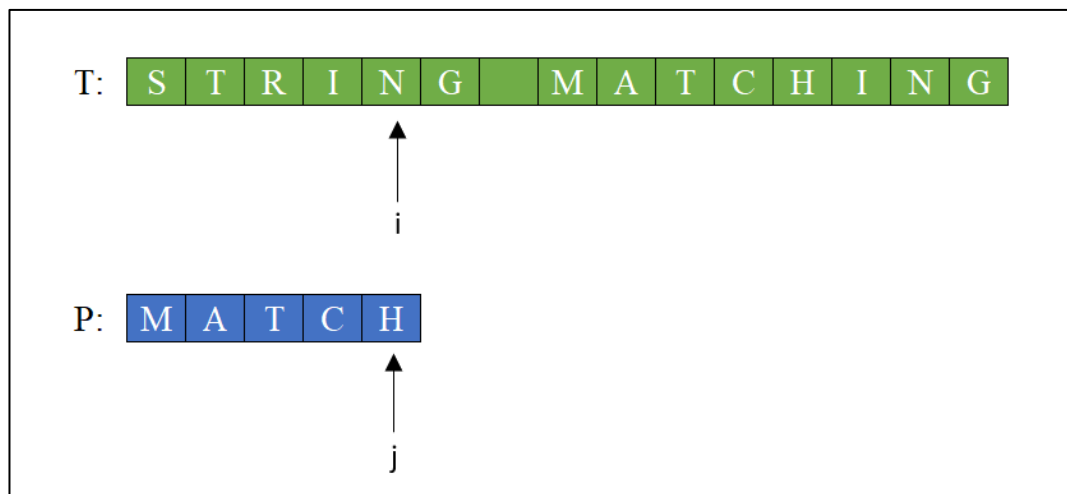 T: S T R I N G   M A T C H I N G
i
P: M A T C H
j